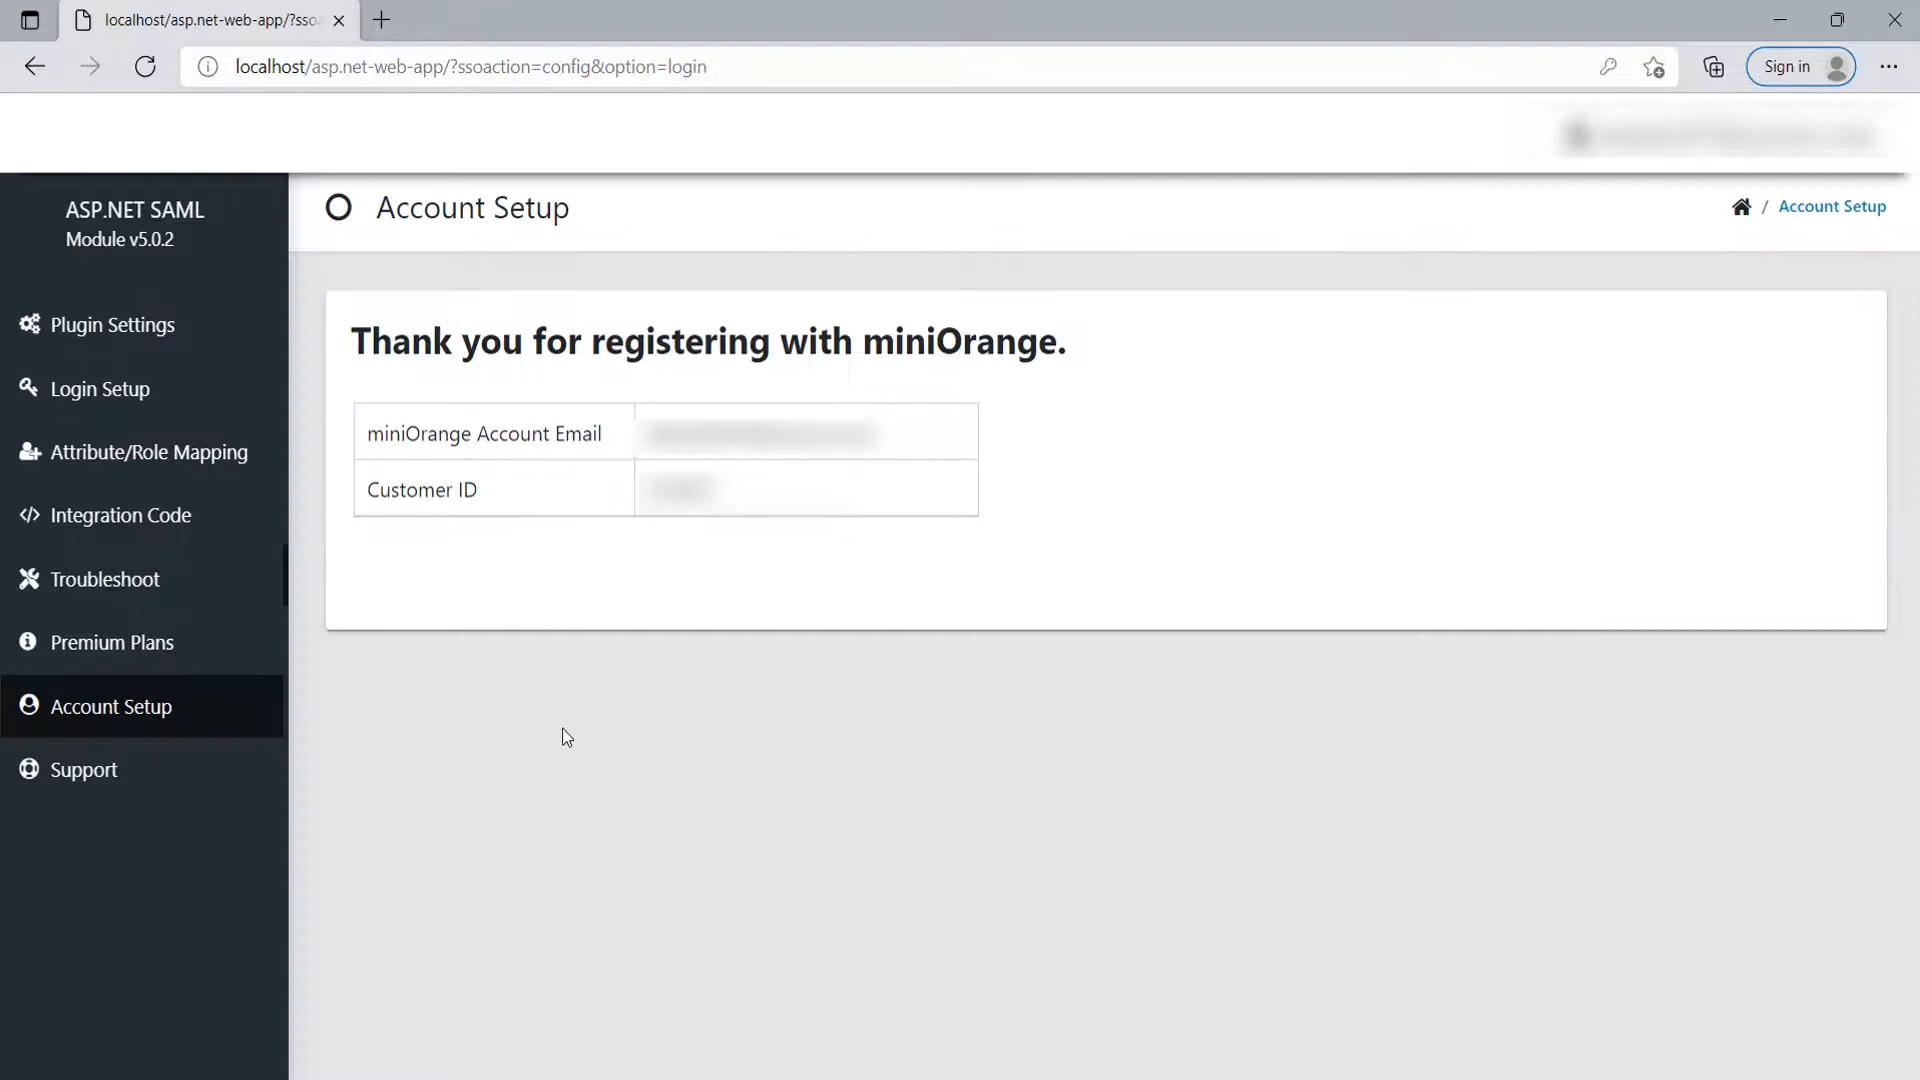 localhost/asp.net-web-app/?sso
localhost/asp.net-web-app/?ssoaction=config&option=login
Sign in
ASP.NET SAML
Module v5.0.2
Account Setup
/ Account Setup
Plugin Settings
Login Setup
Attribute/Role Mapping
Integration Code
Troubleshoot
Premium Plans
Account Setup
Support
Thank you for registering with miniOrange.
miniOrange Account Email
Customer ID